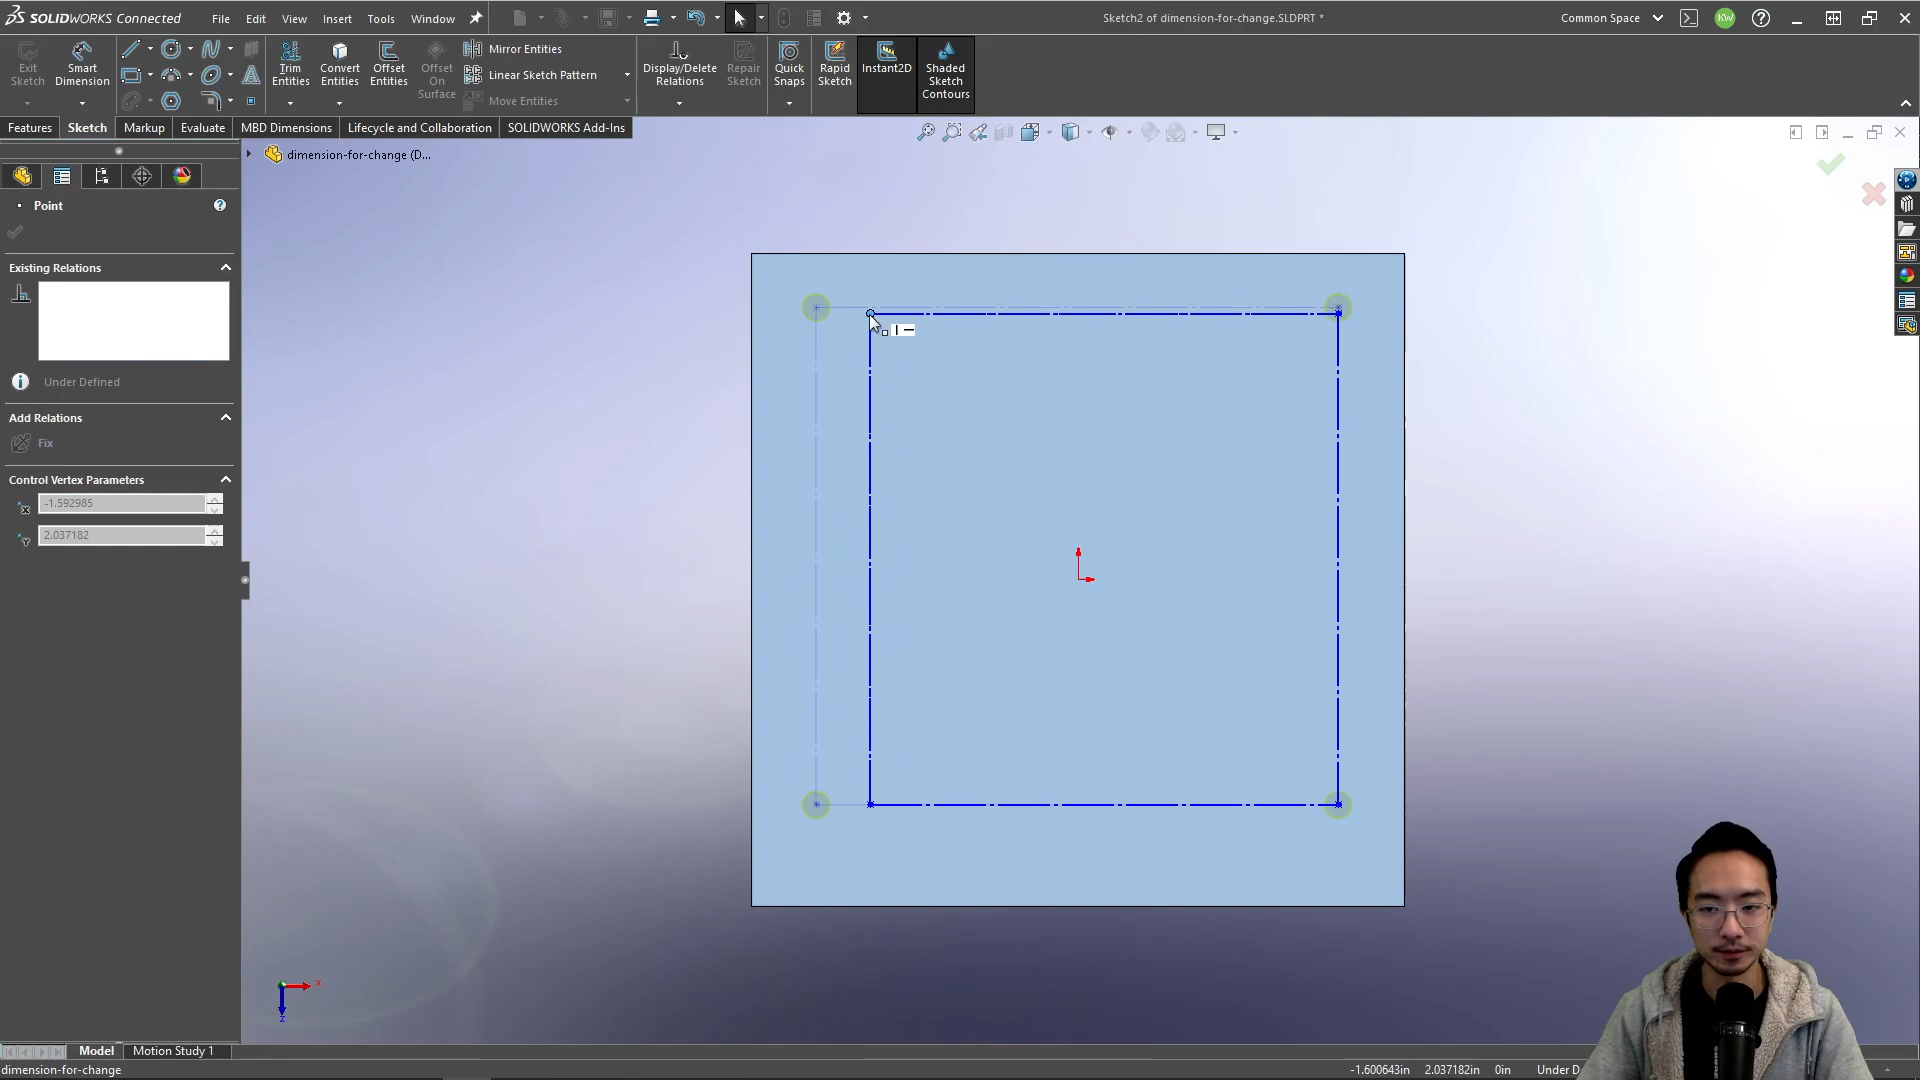 SOLIDWORKS Connected File Edit View Insert Tools Window Sketch2 of dimension-for-change.SLDPRT * Common Space KW
Exit Sketch
Smart Dimension
Trim Entities
Convert Entities
Offset Entities
Offset On Surface
Mirror Entities
Linear Sketch Pattern
Move Entities
Display/Delete Relations
Repair Sketch
Quick Snaps
Rapid Sketch
Instant2D
Shaded Sketch Contours
Features Sketch Markup Evaluate MBD Dimensions Lifecycle and Collaboration SOLIDWORKS Add-Ins
dimension-for-change (D...
Point
Existing Relations
Under Defined
Add Relations
Fix
Control Vertex Parameters
-1.592985
2.037182
x
z
Model Motion Study 1
dimension-for-change -1.600643in 2.037182in 0in Under D